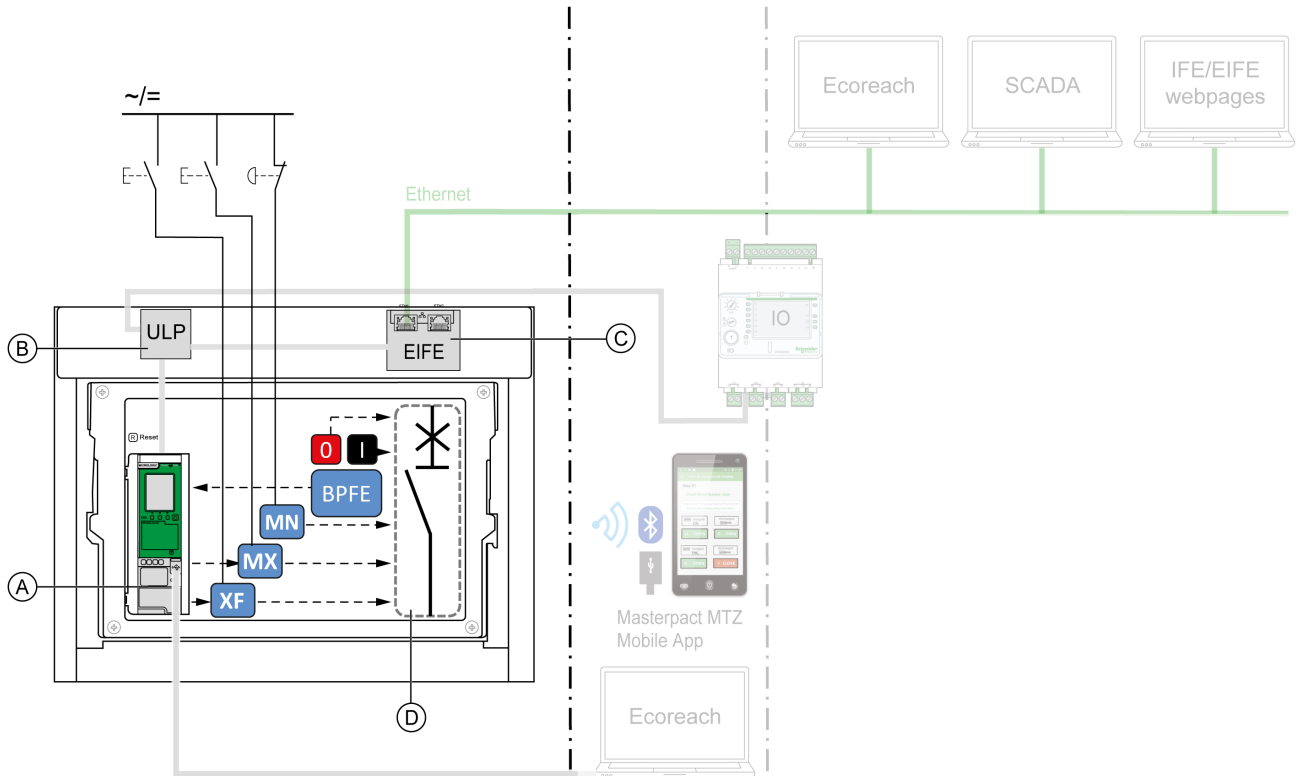 ~/=
Ecoreach
SCADA
IFE/EIFE
webpages
Ethernet
ULP
EIFE
B
C
IO
IO
R Reset
0
I
BPFE
MN
MX
XF
A
D
Masterpact MTZ
Mobile App
Ecoreach